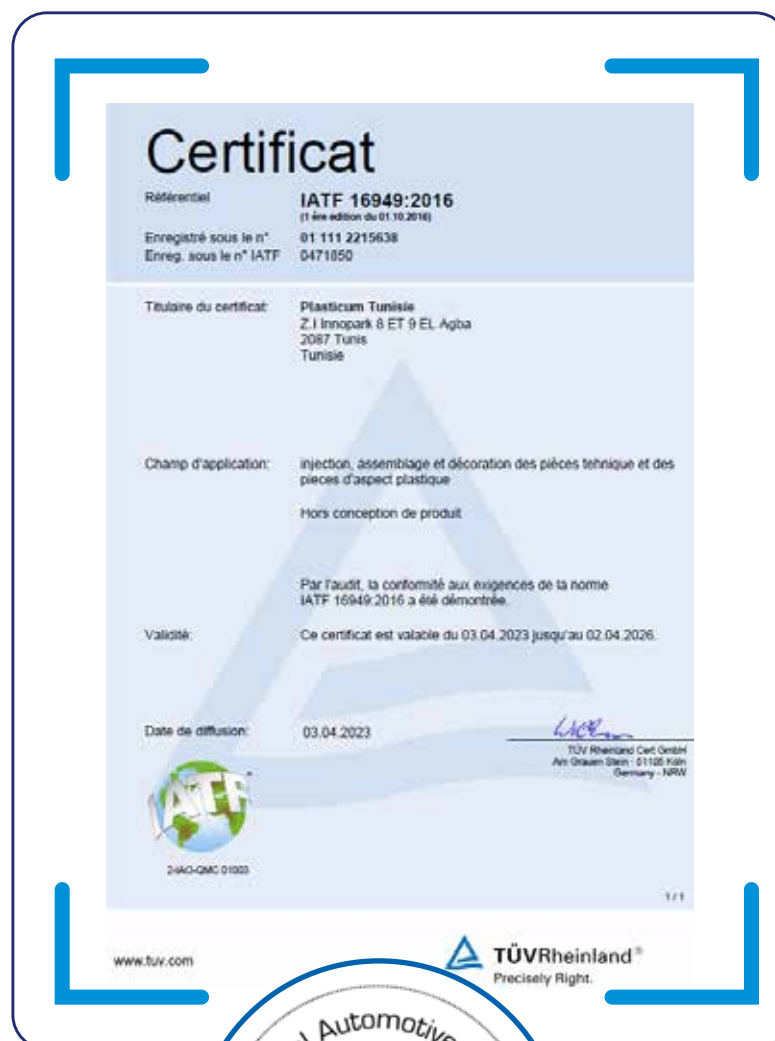 Certificat
Référentiel IATF 16949:2016
(1 ère edition du 01.10.2016)
Enregistré sous le n° 01 111 2215638
Enreg. sous le n° IATF 0471850
Titulaire du certificat: Plasticum Tunisie
Z.I Innopark 8 ET 9 EL Agba
2087 Tunis
Tunisie
Champ d'application: injection, assemblage et décoration des pièces tehnique et des
pieces d'aspect plastique
Hors conception de produit
Par l'audit, la conformité aux exigences de la norme
IATF 16949:2016 a été démontrée.
Validité: Ce certificat est valable du 03.04.2023 jusqu'au 02.04.2026.
Date de diffusion: 03.04.2023
TÜV Rheinland Cert GmbH
Am Grauen Stein · 51105 Köln
Germany - NRW
IATF
2-IAO-QMC 01003
1 / 1
www.tuv.com
TÜVRheinland®
Precisely Right.
Automotive